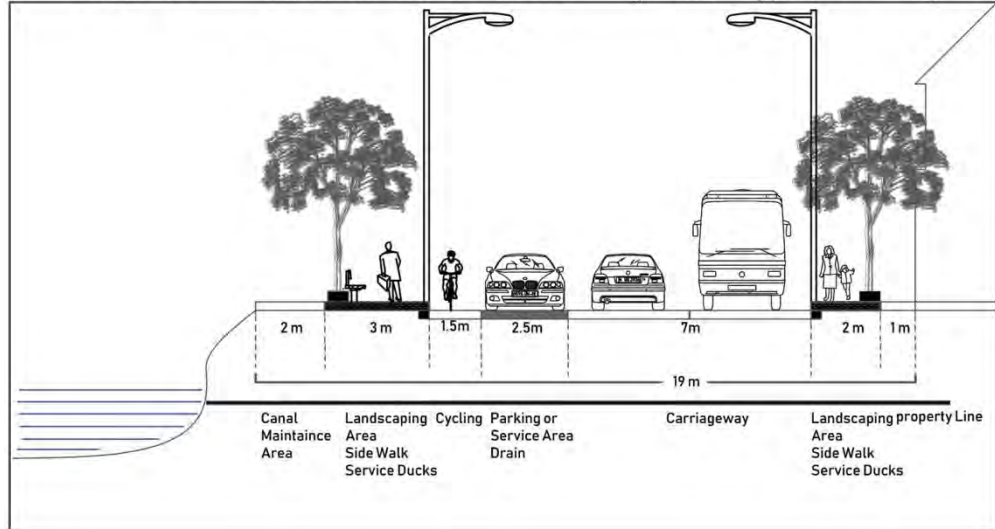 2 m
3 m
1.5m
2.5m
7m
2 m
1 m
19 m
Canal
Maintaince
Area
Landscaping
Area
Side Walk
Service Ducks
Cycling
Parking or
Service Area
Drain
Carriageway
Landscaping
Area
Side Walk
Service Ducks
property Line